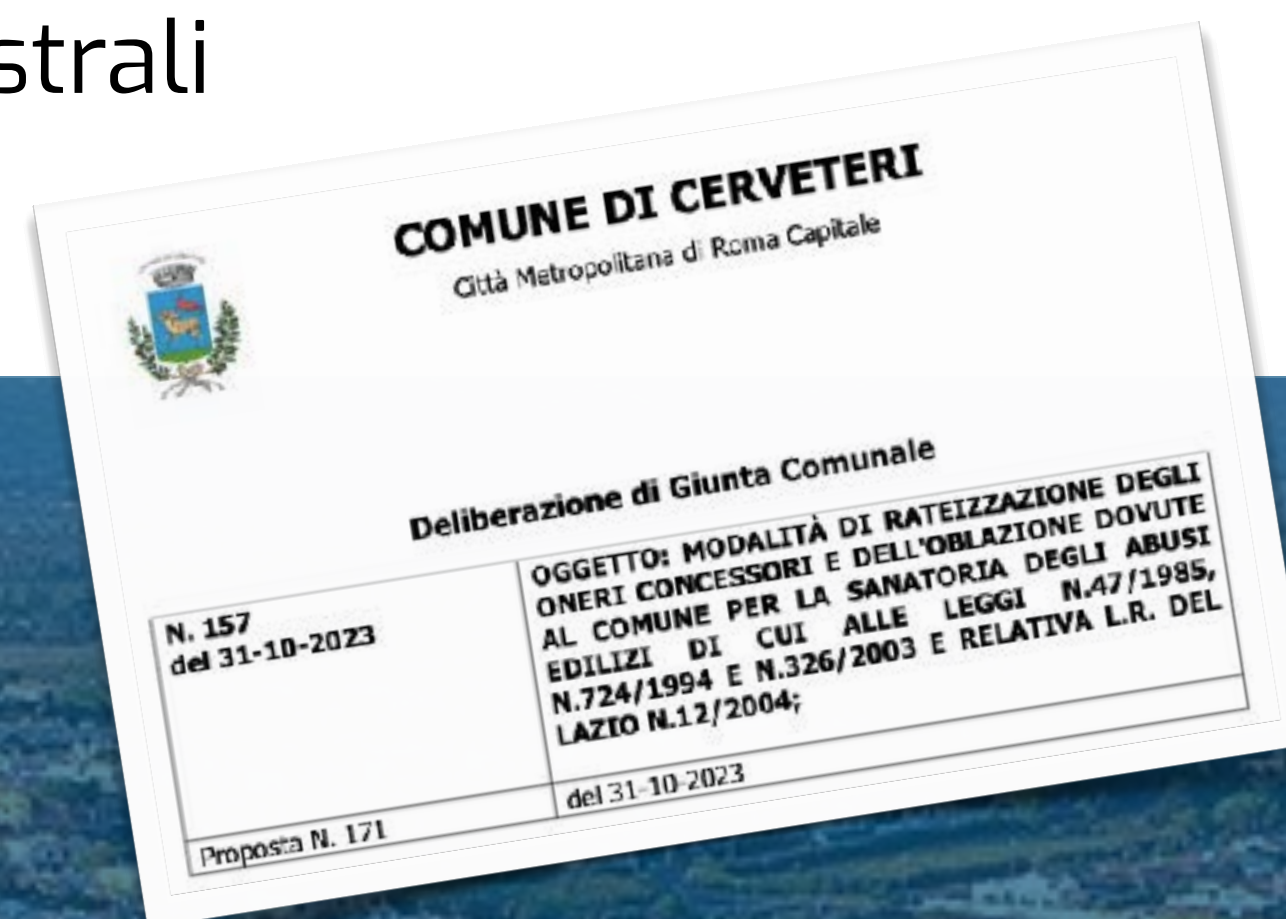 strali
COMUNE DI CERVETERI
Città Metropolitana di Roma Capitale
Deliberazione di Giunta Comunale
N. 157
del 31-10-2023
OGGETTO: MODALITÀ DI RATEIZZAZIONE DEGLI
ONERI CONCESSORI E DELL'OBLAZIONE DOVUTE
AL COMUNE PER LA SANATORIA DEGLI ABUSI
EDILIZI DI CUI ALLE LEGGI N.47/1985,
N.724/1994 E N.326/2003 E RELATIVA L.R. DEL
LAZIO N.12/2004;
Proposta N. 171
del 31-10-2023